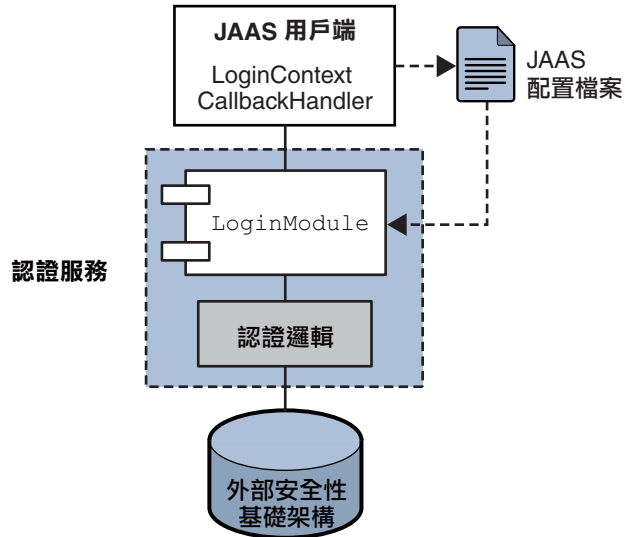 JAAS 用戶端
LoginContext
CallbackHandler
JAAS
配置檔案
LoginModule
認證服務
認證邏輯
外部安全性
基礎架構